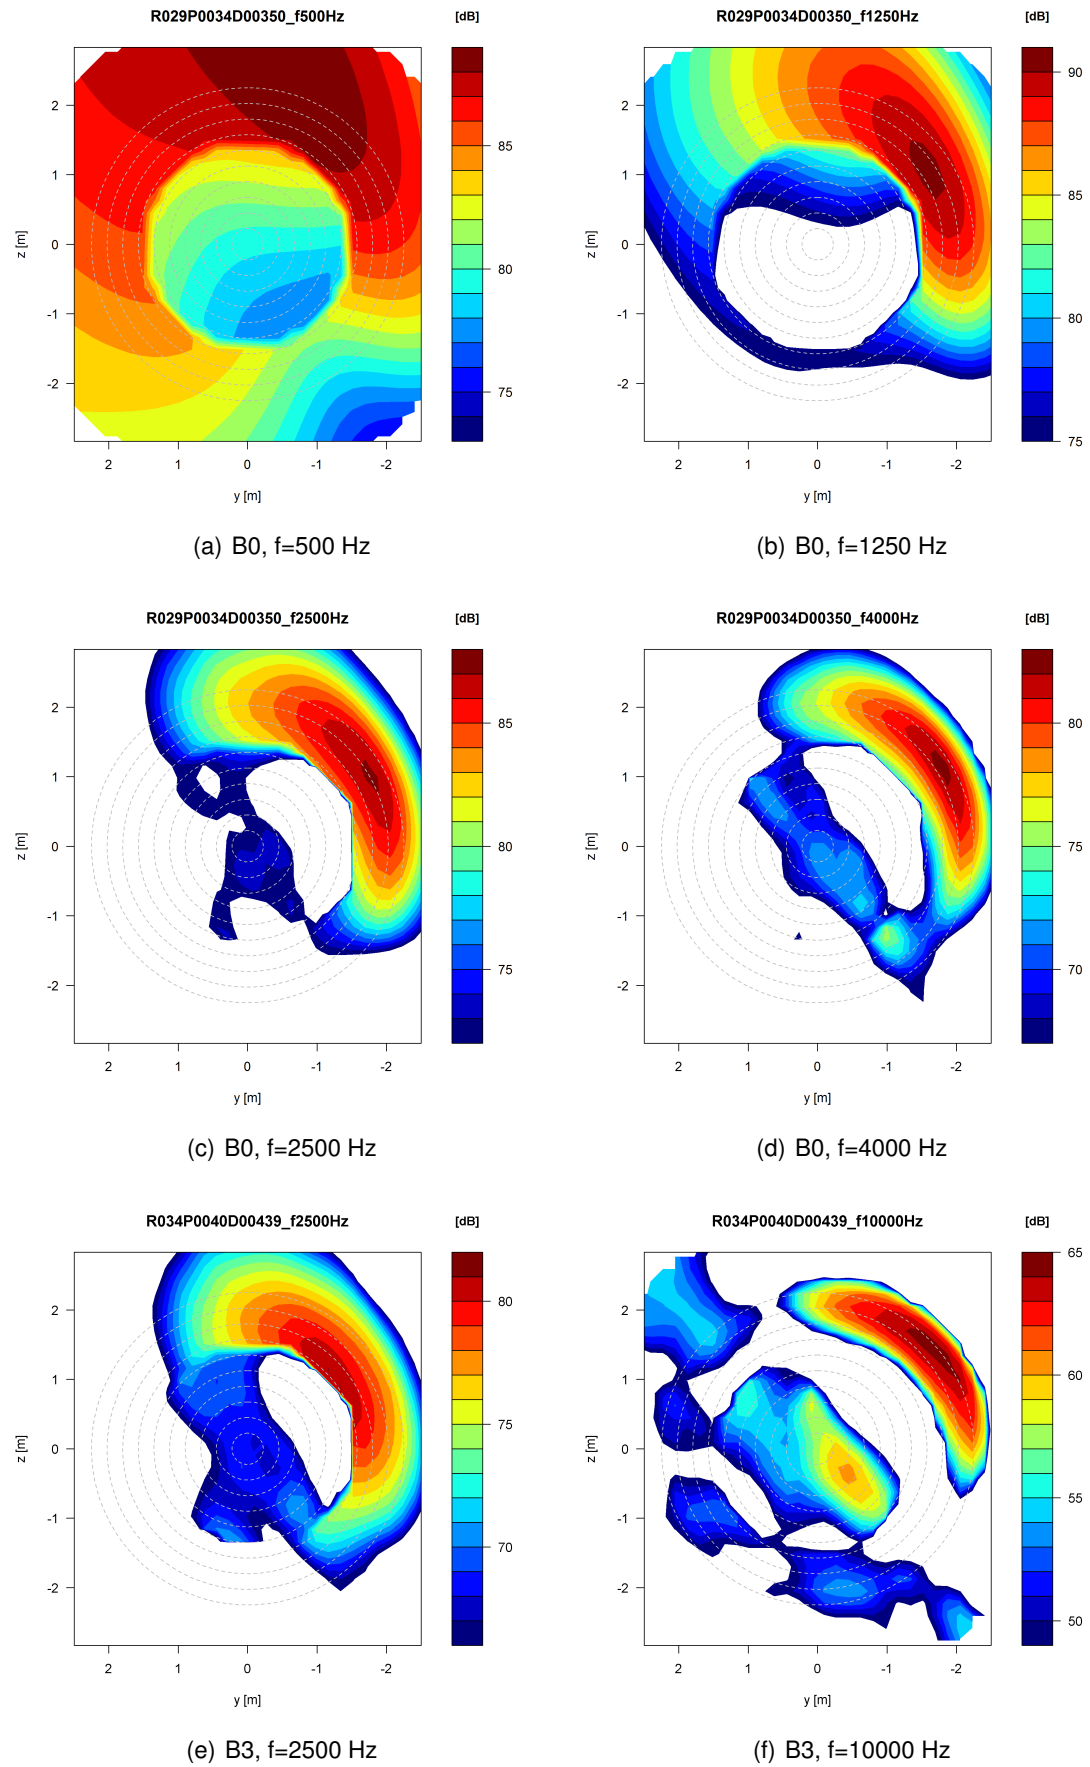 R029P0034D00350_f500Hz [dB]
2
1
0
-1
-2
z [m]
2 1 0 -1 -2
y [m]
85
80
75
(a) B0, f=500 Hz
R029P0034D00350_f1250Hz [dB]
2
1
0
-1
-2
z [m]
2 1 0 -1 -2
y [m]
90
85
80
75
(b) B0, f=1250 Hz
R029P0034D00350_f2500Hz [dB]
2
1
0
-1
-2
z [m]
2 1 0 -1 -2
y [m]
85
80
75
(c) B0, f=2500 Hz
R029P0034D00350_f4000Hz [dB]
2
1
0
-1
-2
z [m]
2 1 0 -1 -2
y [m]
80
75
70
(d) B0, f=4000 Hz
R034P0040D00439_f2500Hz [dB]
2
1
0
-1
-2
z [m]
2 1 0 -1 -2
y [m]
80
75
70
(e) B3, f=2500 Hz
R034P0040D00439_f10000Hz [dB]
2
1
0
-1
-2
z [m]
2 1 0 -1 -2
y [m]
65
60
55
50
(f) B3, f=10000 Hz